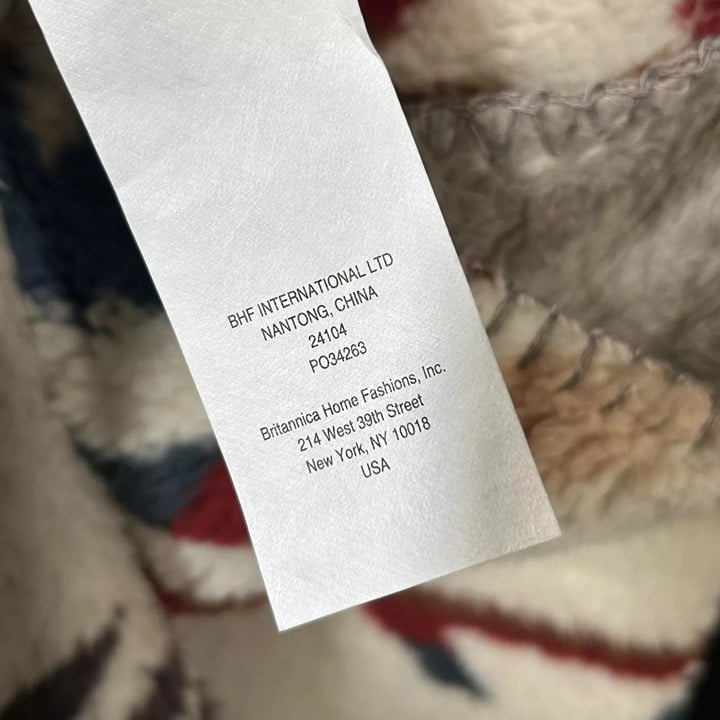 BHF INTERNATIONAL LTD
NANTONG, CHINA
24104
PO34263
Britannica Home Fashions, Inc.
214 West 39th Street
New York, NY 10018
USA